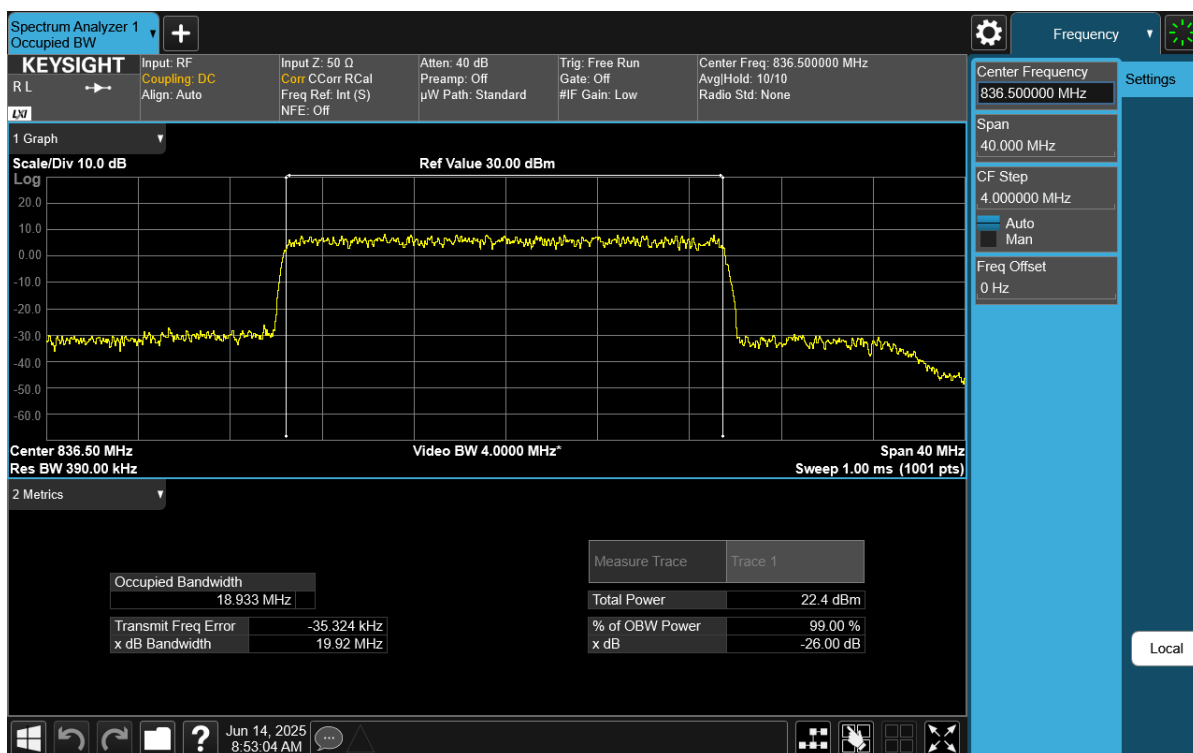 Spectrum Analyzer 1
Occupied BW
Frequency
KEYSIGHT
R L
LXI
Input: RF
Coupling: DC
Align: Auto
Input Z: 50 Ω
Corr CCorr RCal
Freq Ref: Int (S)
NFE: Off
Atten: 40 dB
Preamp: Off
µW Path: Standard
Trig: Free Run
Gate: Off
#IF Gain: Low
Center Freq: 836.500000 MHz
Avg|Hold: 10/10
Radio Std: None
Center Frequency
836.500000 MHz
Settings
Span
40.000 MHz
CF Step
4.000000 MHz
Auto
Man
Freq Offset
0 Hz
Local
1 Graph
Scale/Div 10.0 dB
Ref Value 30.00 dBm
Log
20.0
10.0
0.00
-10.0
-20.0
-30.0
-40.0
-50.0
-60.0
Center 836.50 MHz
Video BW 4.0000 MHz*
Span 40 MHz
Res BW 390.00 kHz
Sweep 1.00 ms (1001 pts)
2 Metrics
Measure Trace
Trace 1
Occupied Bandwidth
18.933 MHz
Total Power
22.4 dBm
Transmit Freq Error
-35.324 kHz
% of OBW Power
99.00 %
x dB Bandwidth
19.92 MHz
x dB
-26.00 dB
?
Jun 14, 2025
8:53:04 AM